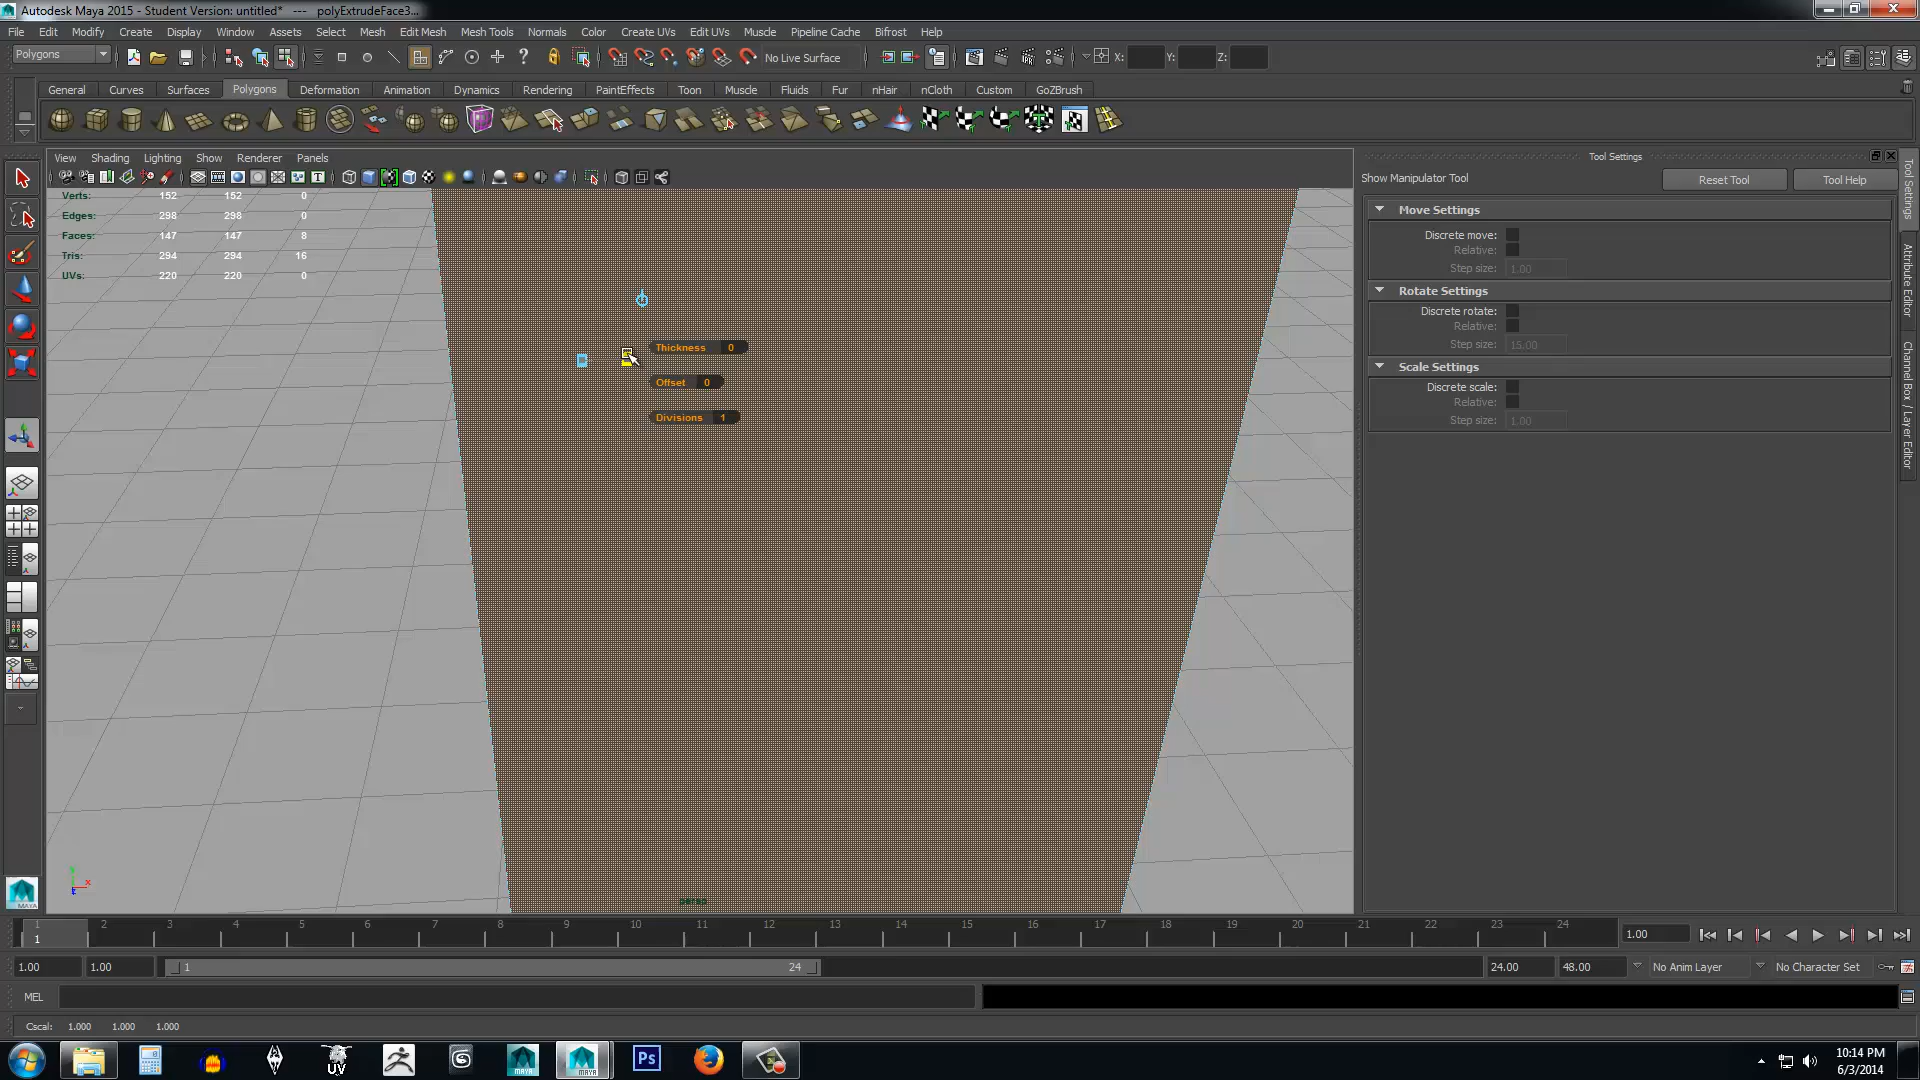 Autodesk Maya 2015 - Student Version: untitled* --- polyExtrudeFace3...
File Edit Modify Create Display Window Assets Select Mesh Edit Mesh Mesh Tools Normals Color Create UVs Edit UVs Muscle Pipeline Cache Bifrost Help
Polygons No Live Surface X: Y: Z:
General Curves Surfaces Polygons Deformation Animation Dynamics Rendering PaintEffects Toon Muscle Fluids Fur nHair nCloth Custom GoZBrush
View Shading Lighting Show Renderer Panels
Verts: 152 152 0
Edges: 298 298 0
Faces: 147 147 8
Tris: 294 294 16
UVs: 220 220 0
Thickness 0
Offset 0
Divisions 1
persp
Tool Settings
Show Manipulator Tool Reset Tool Tool Help
Move Settings
Discrete move:
Relative:
Step size: 1.00
Rotate Settings
Discrete rotate:
Relative:
Step size: 15.00
Scale Settings
Discrete scale:
Relative:
Step size: 1.00
Tool Settings
Attribute Editor
Channel Box / Layer Editor
1 2 3 4 5 6 7 8 9 10 11 12 13 14 15 16 17 18 19 20 21 22 23 24
1 1.00
1.00 1.00 1 24 24.00 48.00 No Anim Layer No Character Set
MEL
Cscal: 1.000 1.000 1.000
UV MAYA MAYA Ps
10:14 PM
6/3/2014